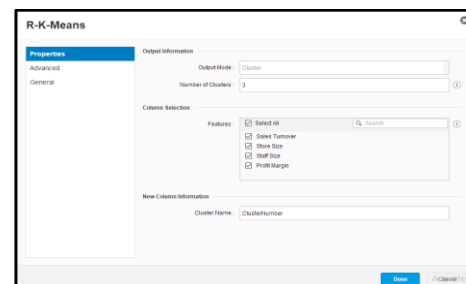 R-K-Means
Properties
Advanced
General
Output Information
Output Mode : Cluster
Number of Clusters : 3
Column Selection
Features : Select All Search
Sales Turnover
Store Size
Staff Size
Profit Margin
New Column Information
Cluster Name : ClusterNumber
Done